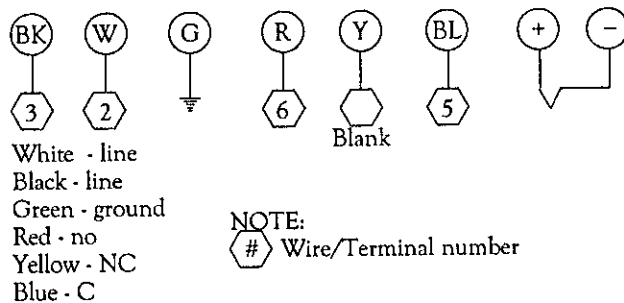 BK W G R Y BL + −
3 2 6 5
Blank
White - line
Black - line
Green - ground
Red - no
Yellow - NC
Blue - C
NOTE:
# Wire/Terminal number